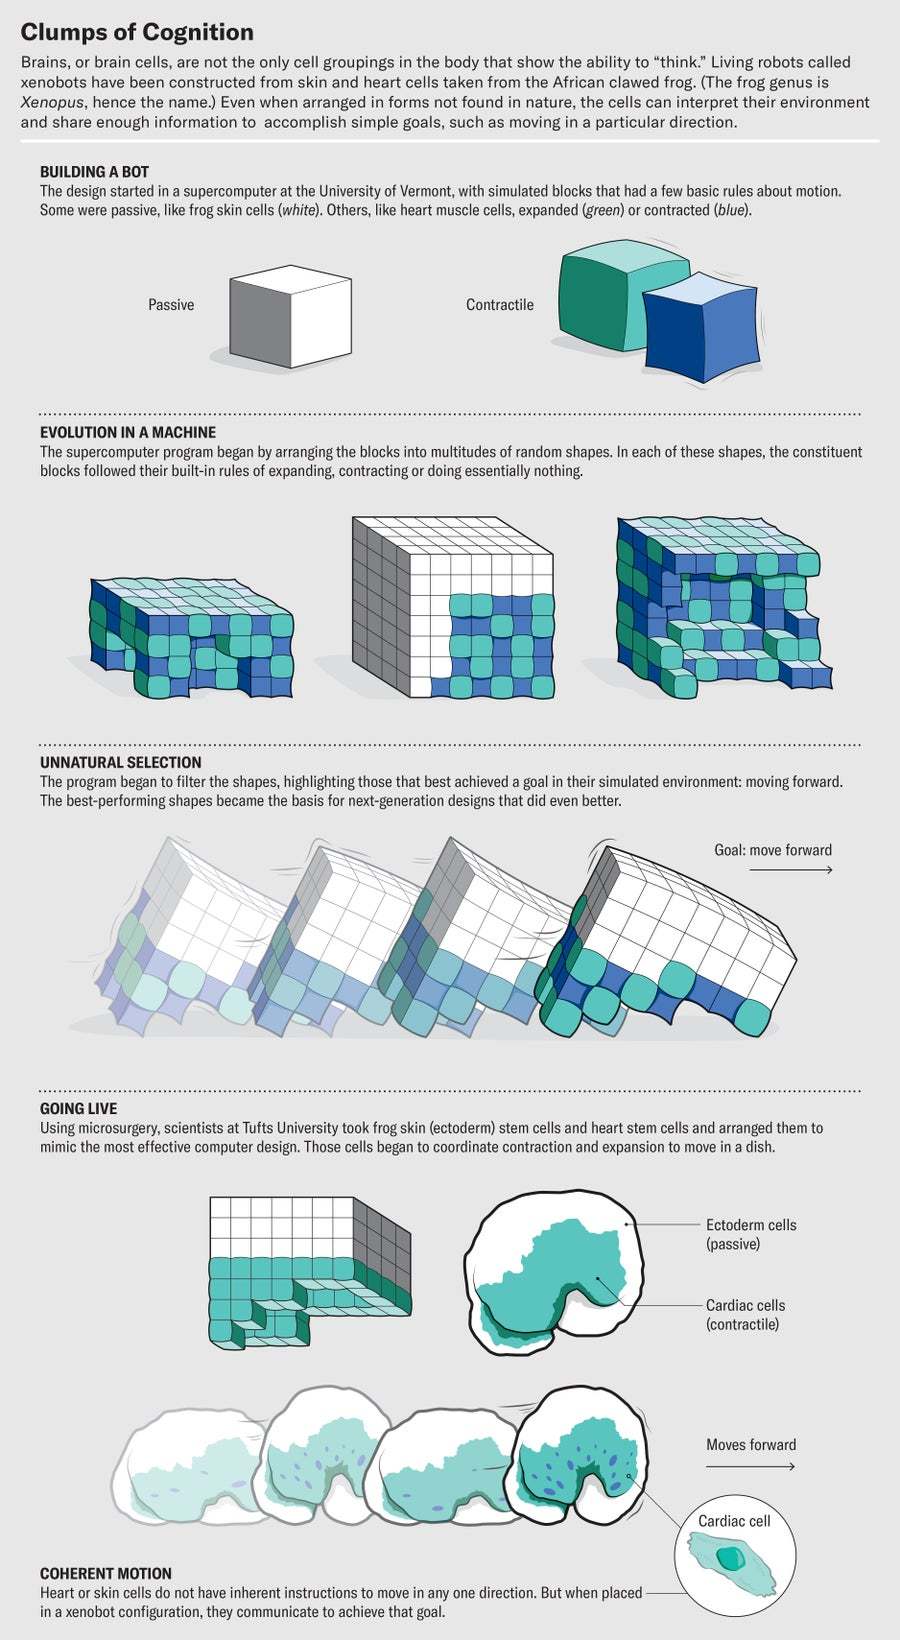 Clumps of Cognition
Brains, or brain cells, are not the only cell groupings in the body that show the ability to “think.” Living robots called
xenobots have been constructed from skin and heart cells taken from the African clawed frog. (The frog genus is
Xenopus, hence the name.) Even when arranged in forms not found in nature, the cells can interpret their environment
and share enough information to accomplish simple goals, such as moving in a particular direction.
BUILDING A BOT
The design started in a supercomputer at the University of Vermont, with simulated blocks that had a few basic rules about motion.
Some were passive, like frog skin cells (white). Others, like heart muscle cells, expanded (green) or contracted (blue).
Passive
Contractile
EVOLUTION IN A MACHINE
The supercomputer program began by arranging the blocks into multitudes of random shapes. In each of these shapes, the constituent
blocks followed their built-in rules of expanding, contracting or doing essentially nothing.
UNNATURAL SELECTION
The program began to filter the shapes, highlighting those that best achieved a goal in their simulated environment: moving forward.
The best-performing shapes became the basis for next-generation designs that did even better.
Goal: move forward
GOING LIVE
Using microsurgery, scientists at Tufts University took frog skin (ectoderm) stem cells and heart stem cells and arranged them to
mimic the most effective computer design. Those cells began to coordinate contraction and expansion to move in a dish.
Ectoderm cells
(passive)
Cardiac cells
(contractile)
Moves forward
Cardiac cell
COHERENT MOTION
Heart or skin cells do not have inherent instructions to move in any one direction. But when placed
in a xenobot configuration, they communicate to achieve that goal.